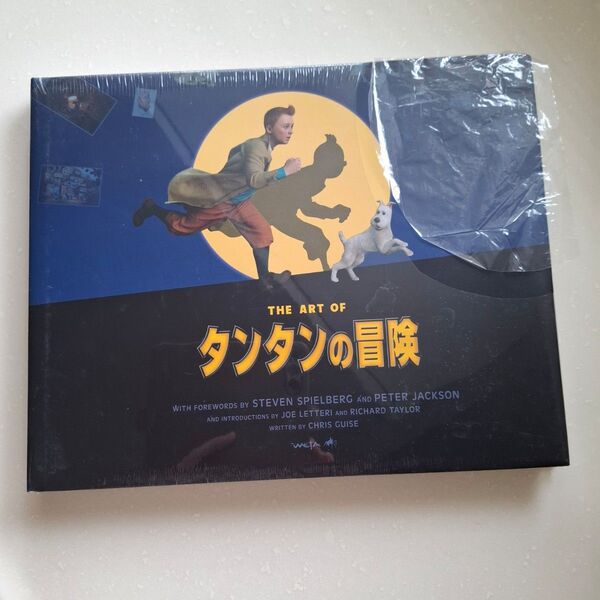 THE ART OF
タンタンの冒険
WITH FOREWORDS BY STEVEN SPIELBERG AND PETER JACKSON
AND INTRODUCTIONS BY JOE LETTERI AND RICHARD TAYLOR
WRITTEN BY CHRIS GUISE
WETA